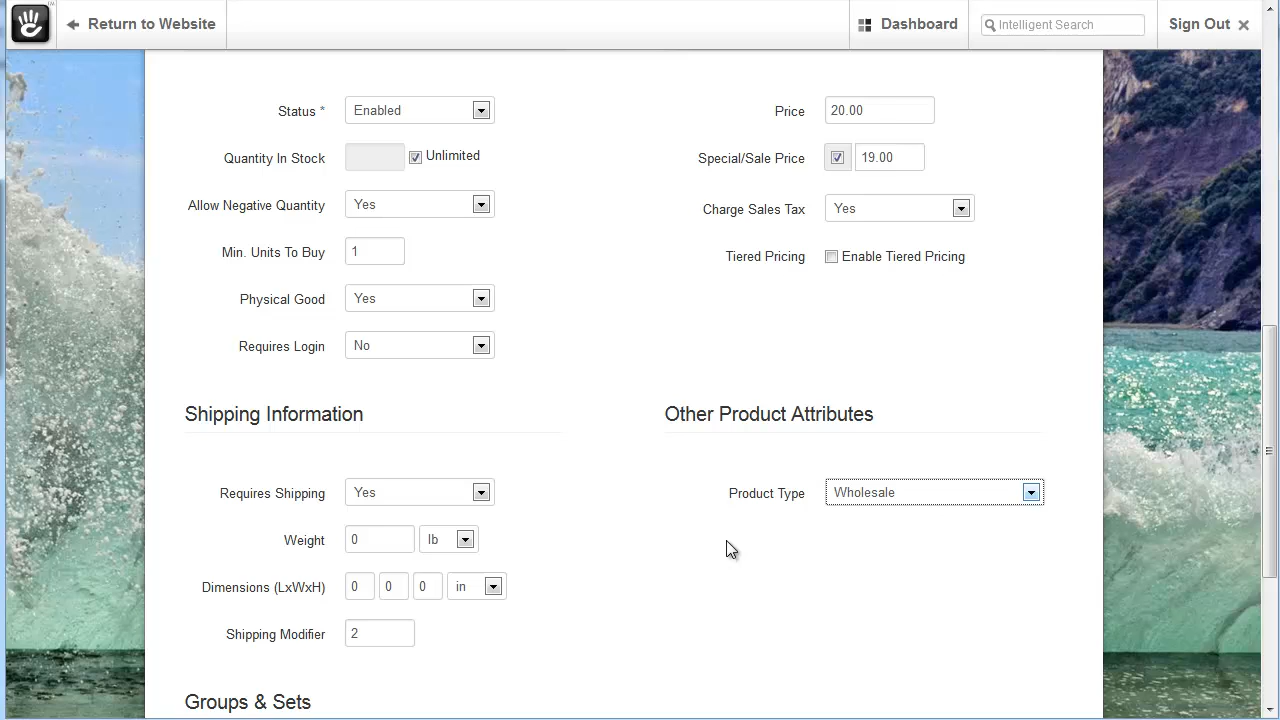 Return to Website
Dashboard
Intelligent Search
Sign Out
Status * Enabled
Price 20.00
Quantity In Stock Unlimited
Special/Sale Price 19.00
Allow Negative Quantity Yes
Charge Sales Tax Yes
Min. Units To Buy 1
Tiered Pricing Enable Tiered Pricing
Physical Good Yes
Requires Login No
Shipping Information
Other Product Attributes
Requires Shipping Yes
Product Type Wholesale
Weight 0 lb
Dimensions (LxWxH) 0 0 0 in
Shipping Modifier 2
Groups & Sets